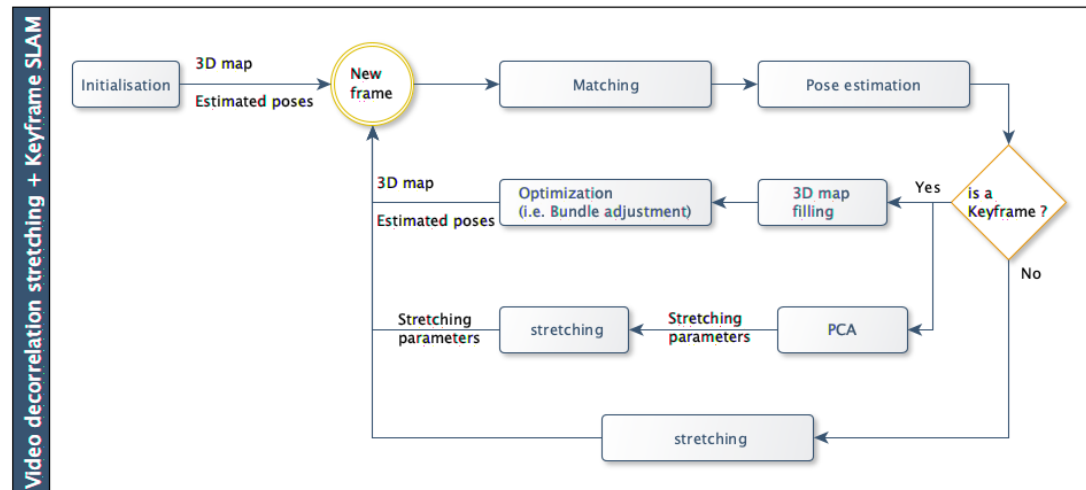 Video decorrelation stretching + Keyframe SLAM
Initialisation
3D map
Estimated poses
New
frame
Matching
Pose estimation
is a
Keyframe ?
Yes
No
3D map
filling
Optimization
(i.e. Bundle adjustment)
3D map
Estimated poses
PCA
Stretching
parameters
stretching
Stretching
parameters
stretching